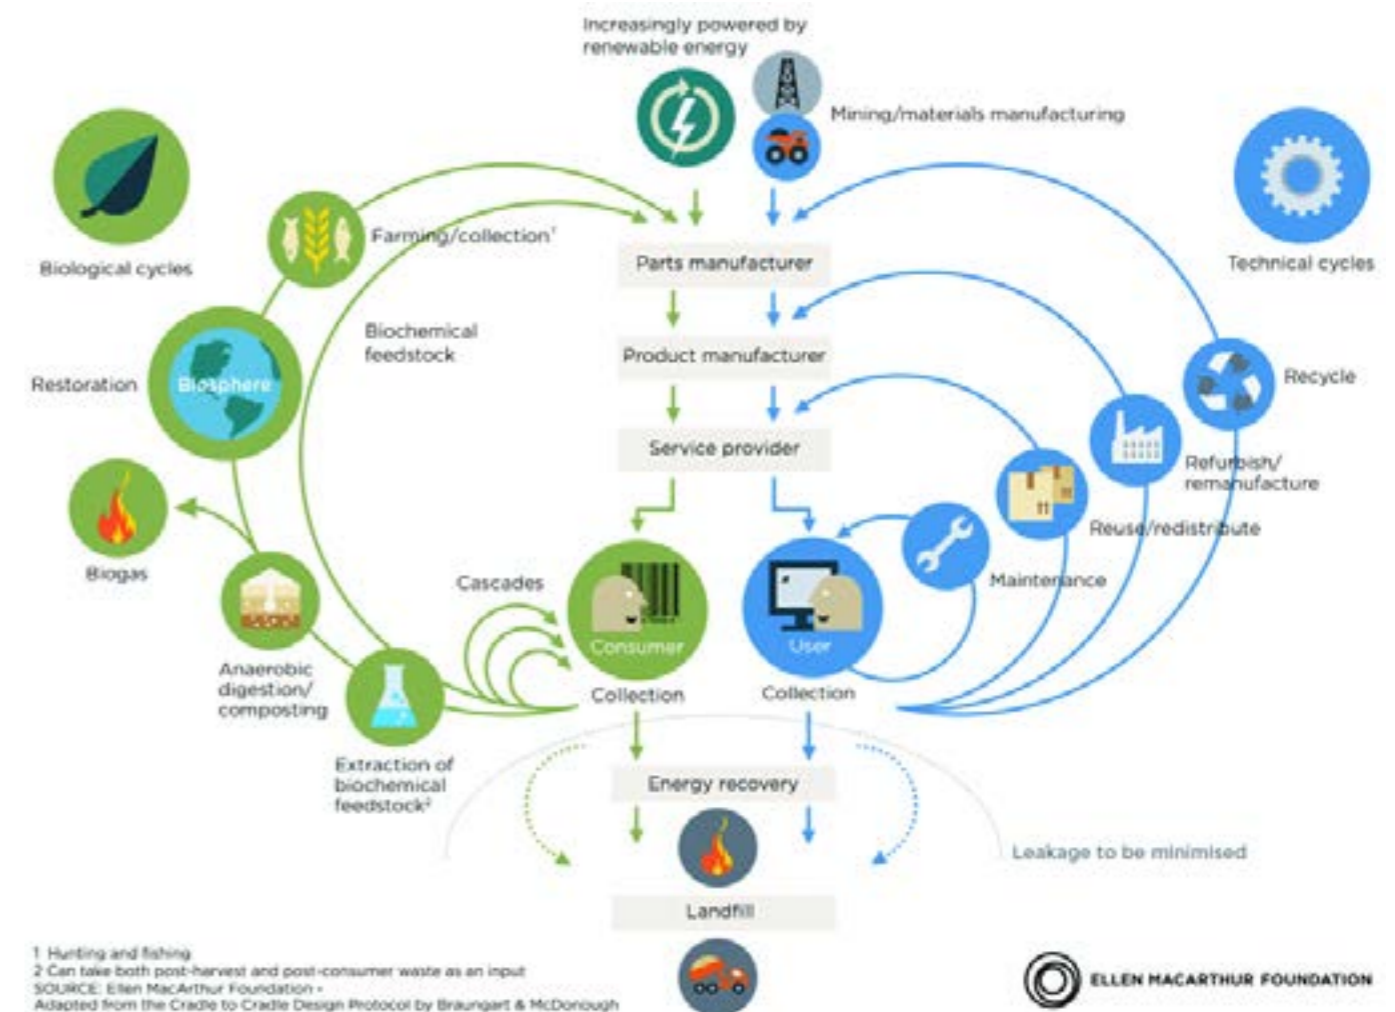 Increasingly powered by
renewable energy
Mining/materials manufacturing
Biological cycles
Farming/collection¹
Parts manufacturer
Technical cycles
Biochemical
feedstock
Product manufacturer
Restoration
Biosphere
Recycle
Service provider
Refurbish/
remanufacture
Reuse/redistribute
Biogas
Cascades
Maintenance
Consumer
User
Anaerobic
digestion/
composting
Collection
Collection
Extraction of
biochemical
feedstock²
Energy recovery
Leakage to be minimised
Landfill
1 Hunting and fishing
2 Can take both post-harvest and post-consumer waste as an input
SOURCE: Ellen MacArthur Foundation -
Adapted from the Cradle to Cradle Design Protocol by Braungart & McDonough
ELLEN MACARTHUR FOUNDATION